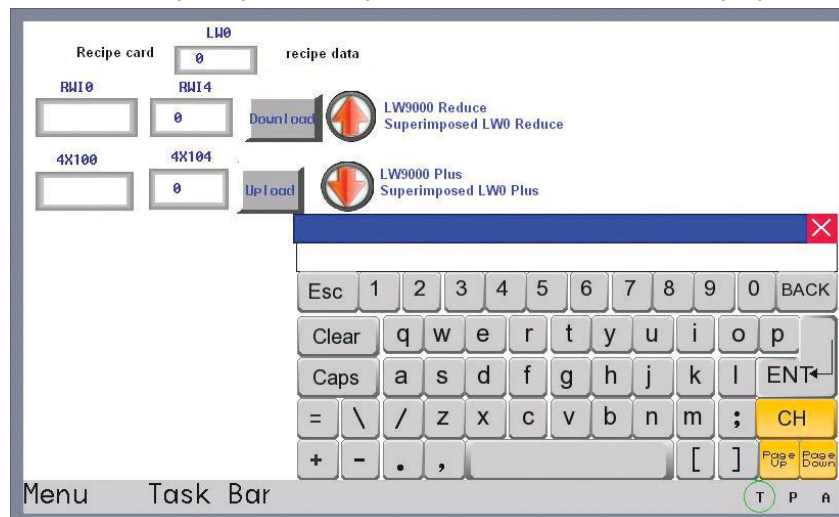 LW0
Recipe card 0 recipe data
RWI0 RWI4
0 Download LW9000 Reduce
Superimposed LW0 Reduce
4X100 4X104
0 Upload LW9000 Plus
Superimposed LW0 Plus
Esc 1 2 3 4 5 6 7 8 9 0 BACK
Clear q w e r t y u i o p
Caps a s d f g h j k l ENT
= \ / z x c v b n m ; CH
+ - . , [ ] Page Up Page Down
Menu Task Bar T P A